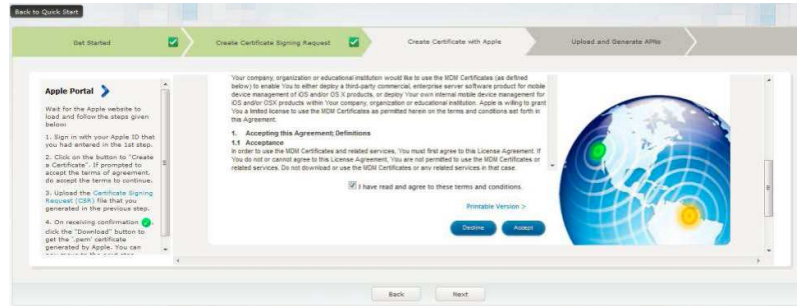 Back to Quick Start
Get Started
Create Certificate Signing Request
Create Certificate with Apple
Upload and Generate APNs
Apple Portal
Wait for the Apple website to
load and follow the steps given
below:
1. Sign in with your Apple ID that
you had entered in the 1st step.
2. Click on the button to "Create
a Certificate". If prompted to
accept the terms of agreement,
do accept the terms to continue.
3. Upload the Certificate Signing
Request (CSR) file that you
generated in the previous step.
4. On receiving confirmation
click the "Download" button to
get the '.pem' certificate
generated by Apple. You can
Your company, organization or educational institution would like to use the MDM Certificates (as defined
below) to enable You to either deploy a third-party commercial, enterprise server software product for mobile
device management of iOS and/or OS X products, or deploy Your own internal mobile device management for
iOS and/or OSX products within Your company, organization or educational institution. Apple is willing to grant
You a limited license to use the MDM Certificates as permitted herein on the terms and conditions set forth in
this Agreement.
1. Accepting this Agreement; Definitions
1.1 Acceptance
In order to use the MDM Certificates and related services, You must first agree to this License Agreement. If
You do not or cannot agree to this License Agreement, You are not permitted to use the MDM Certificates or
related services. Do not download or use the MDM Certificates or any related services in that case.
I have read and agree to these terms and conditions.
Printable Version >
Decline
Accept
Back
Next